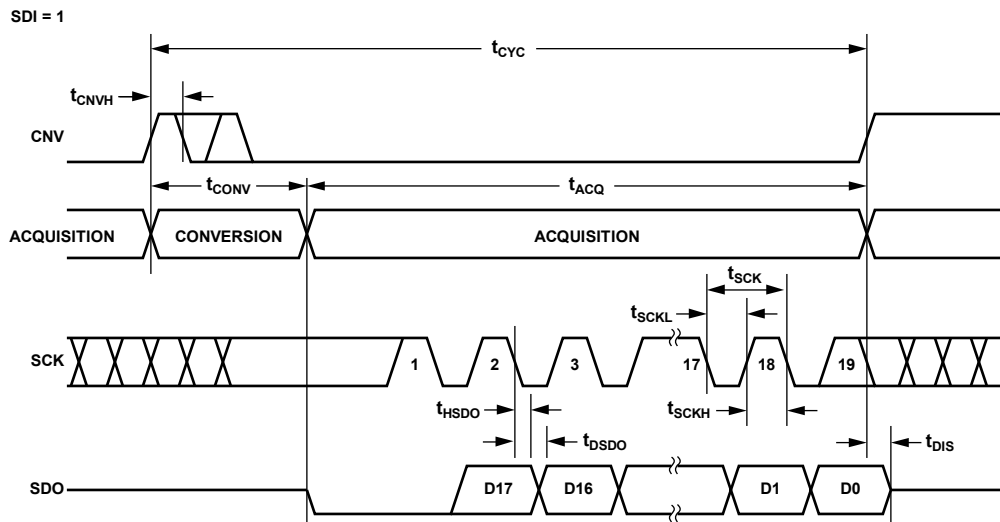 SDI = 1
tCYC
tCNVH
CNV
tCONV
tACQ
ACQUISITION
CONVERSION
ACQUISITION
tSCK
tSCKL
SCK
1
2
3
17
18
19
tHSDO
tSCKH
tDSDO
tDIS
SDO
D17
D16
D1
D0